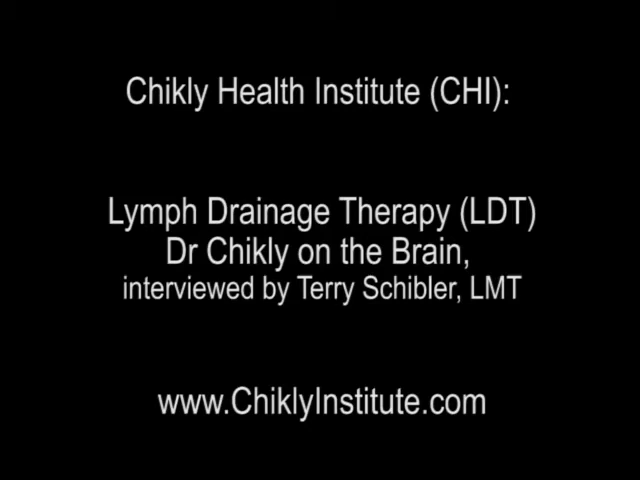 Chikly Health Institute (CHI):
Lymph Drainage Therapy (LDT)
Dr Chikly on the Brain,
interviewed by Terry Schibler, LMT
www.ChiklyInstitute.com